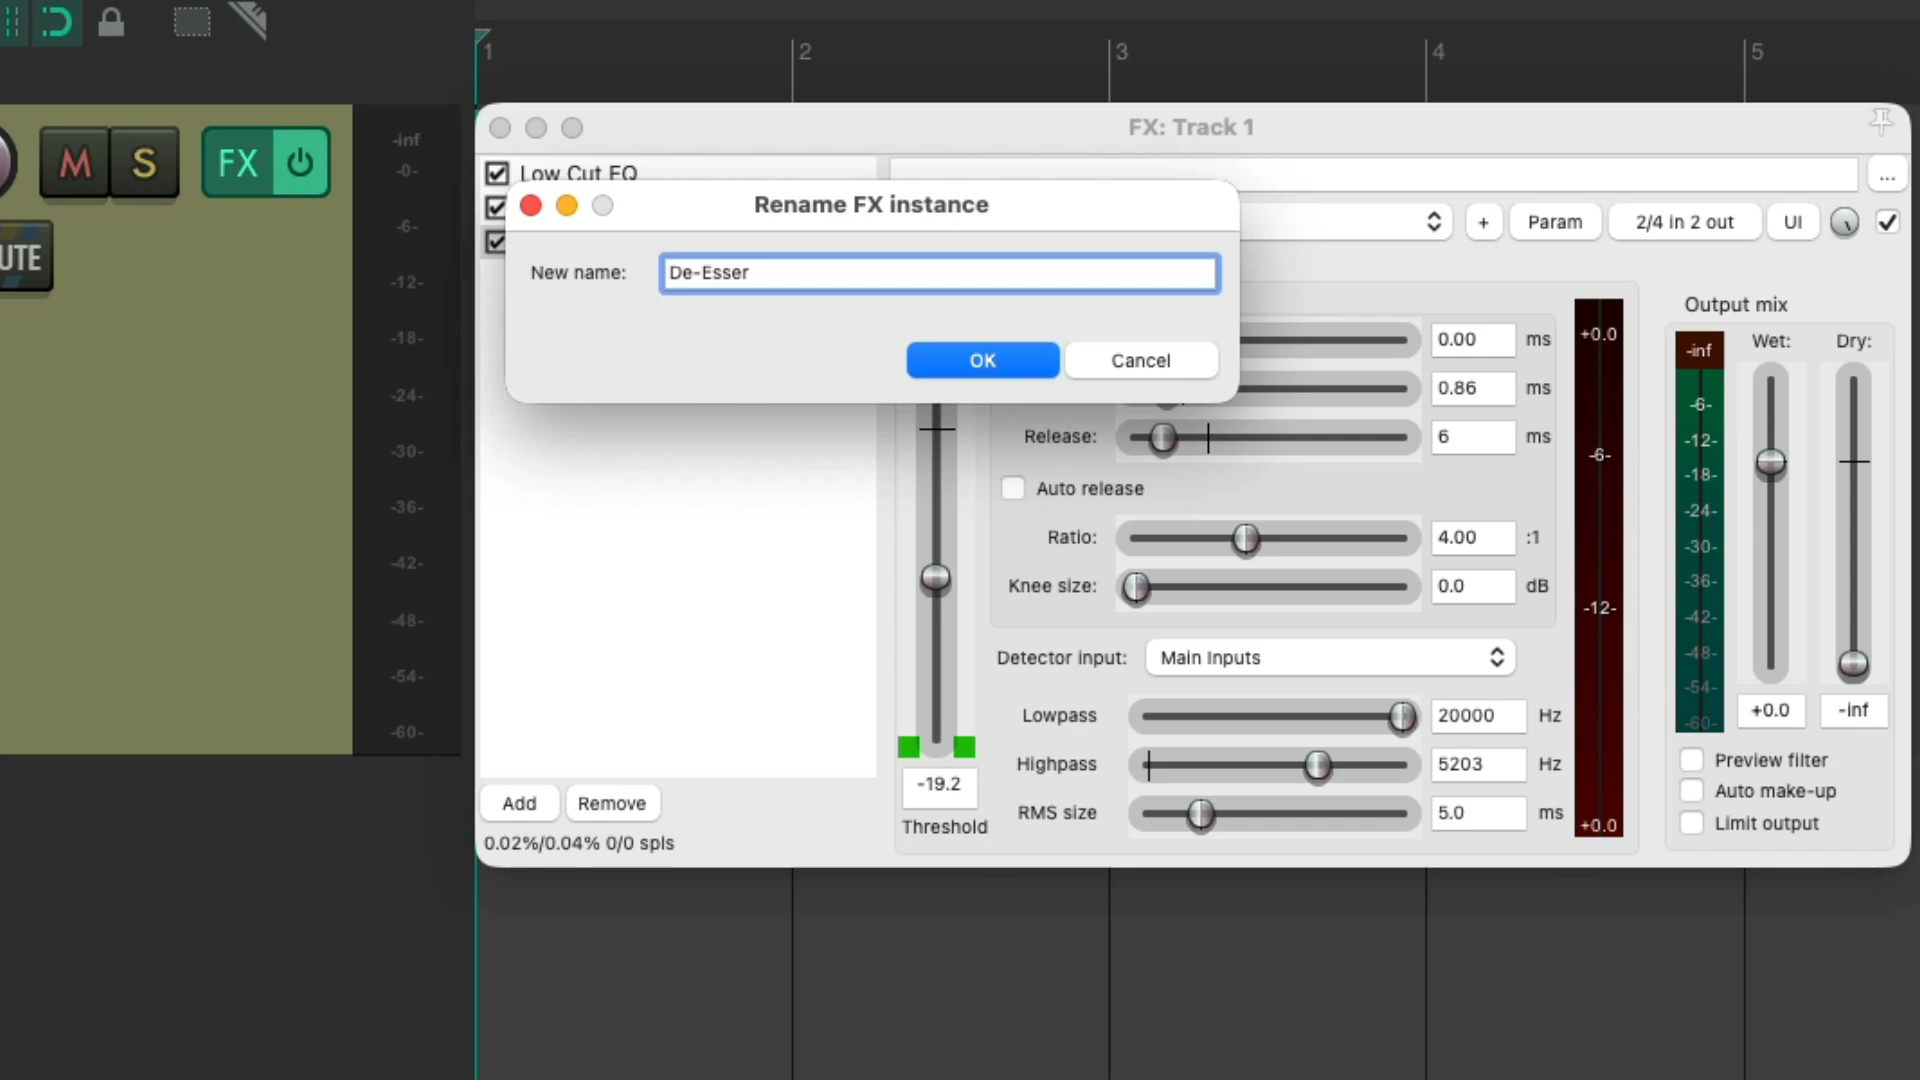 1 2 3 4 5
M S FX
UTE
-inf
-0-
-6-
-12-
-18-
-24-
-30-
-36-
-42-
-48-
-54-
-60-
FX: Track 1
Low Cut EQ
...
+ Param 2/4 in 2 out UI
Rename FX instance
New name: De-Esser
OK Cancel
0.00 ms
0.86 ms
Release: 6 ms
Auto release
Ratio: 4.00 :1
Knee size: 0.0 dB
Detector input: Main Inputs
Lowpass 20000 Hz
Highpass 5203 Hz
RMS size 5.0 ms
-19.2
Threshold
+0.0
-6-
-12-
+0.0
Output mix
Wet: Dry:
-inf
-6-
-12-
-18-
-24-
-30-
-36-
-42-
-48-
-54-
-60-
+0.0 -inf
Preview filter
Auto make-up
Limit output
Add Remove
0.02%/0.04% 0/0 spls